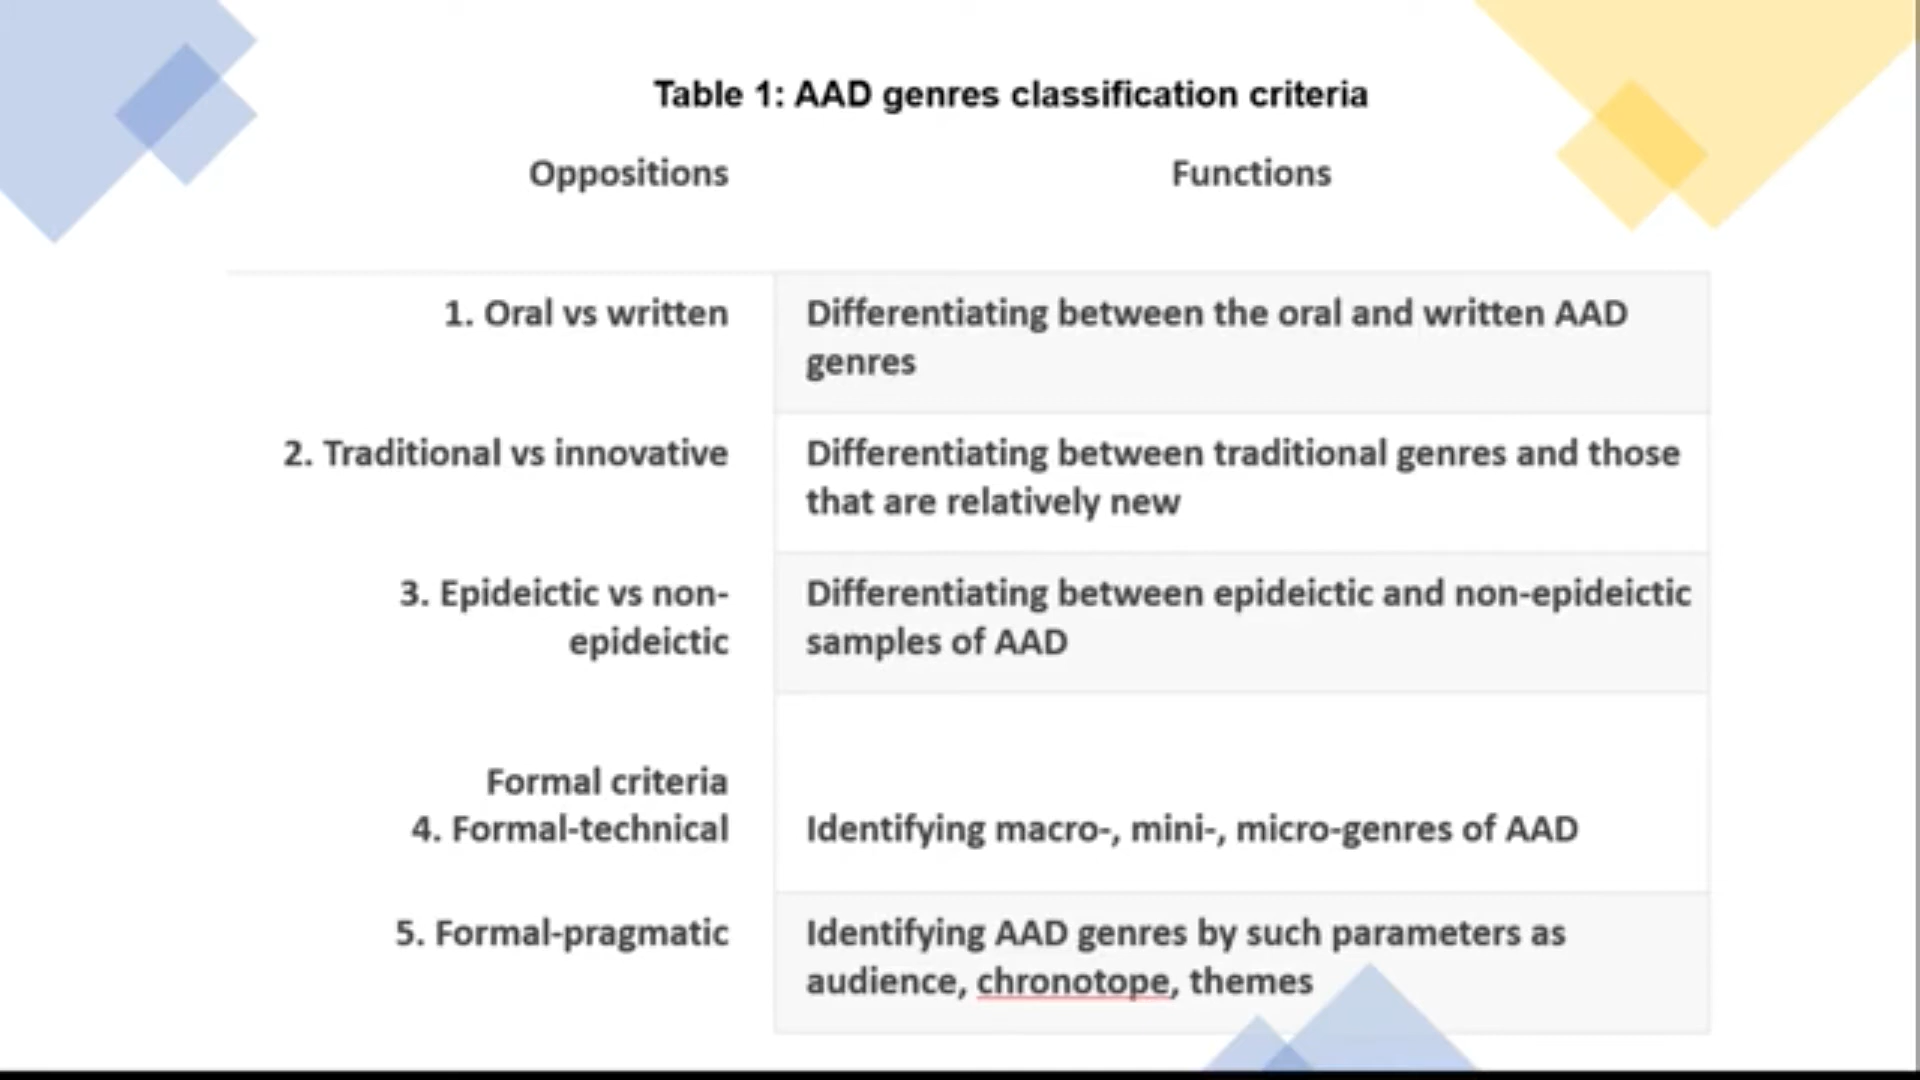 Table 1: AAD genres classification criteria
Oppositions
Functions
1. Oral vs written
Differentiating between the oral and written AAD
genres
2. Traditional vs innovative
Differentiating between traditional genres and those
that are relatively new
3. Epideictic vs non-
epideictic
Differentiating between epideictic and non-epideictic
samples of AAD
Formal criteria
4. Formal-technical
Identifying macro-, mini-, micro-genres of AAD
5. Formal-pragmatic
Identifying AAD genres by such parameters as
audience, chronotope, themes